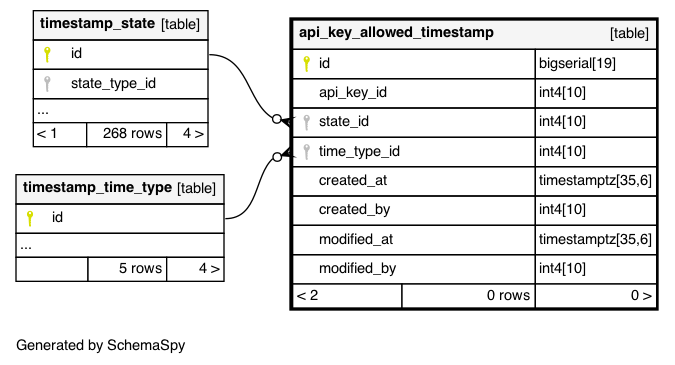 timestamp_state [table]
id
state_type_id
...
< 1 268 rows 4 >
timestamp_time_type [table]
id
...
5 rows 4 >
api_key_allowed_timestamp [table]
id bigserial[19]
api_key_id int4[10]
state_id int4[10]
time_type_id int4[10]
created_at timestamptz[35,6]
created_by int4[10]
modified_at timestamptz[35,6]
modified_by int4[10]
< 2 0 rows 0 >
Generated by SchemaSpy